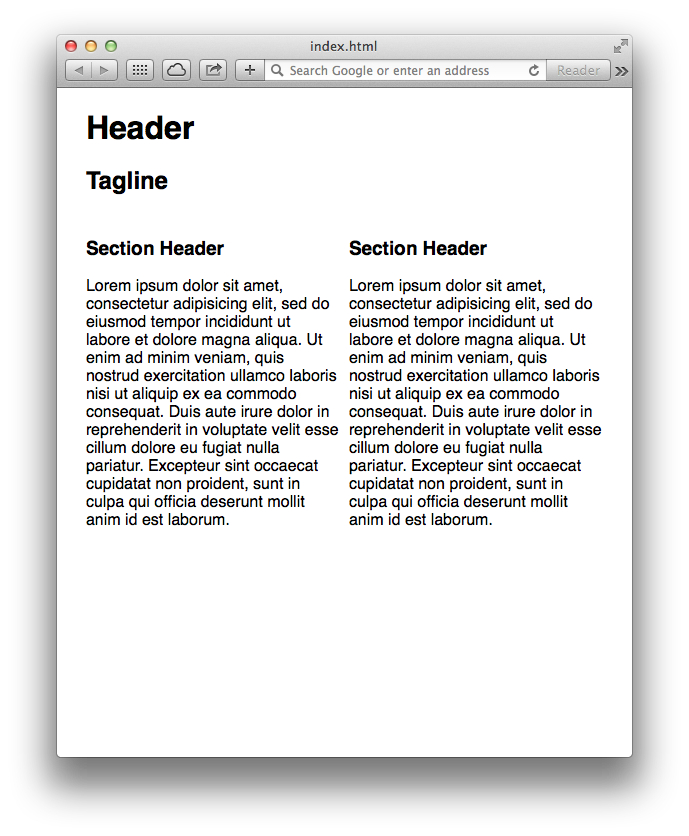 index.html
Search Google or enter an address
Reader
Header
Tagline
Section Header
Lorem ipsum dolor sit amet,
consectetur adipisicing elit, sed do
eiusmod tempor incididunt ut
labore et dolore magna aliqua. Ut
enim ad minim veniam, quis
nostrud exercitation ullamco laboris
nisi ut aliquip ex ea commodo
consequat. Duis aute irure dolor in
reprehenderit in voluptate velit esse
cillum dolore eu fugiat nulla
pariatur. Excepteur sint occaecat
cupidatat non proident, sunt in
culpa qui officia deserunt mollit
anim id est laborum.
Section Header
Lorem ipsum dolor sit amet,
consectetur adipisicing elit, sed do
eiusmod tempor incididunt ut
labore et dolore magna aliqua. Ut
enim ad minim veniam, quis
nostrud exercitation ullamco laboris
nisi ut aliquip ex ea commodo
consequat. Duis aute irure dolor in
reprehenderit in voluptate velit esse
cillum dolore eu fugiat nulla
pariatur. Excepteur sint occaecat
cupidatat non proident, sunt in
culpa qui officia deserunt mollit
anim id est laborum.